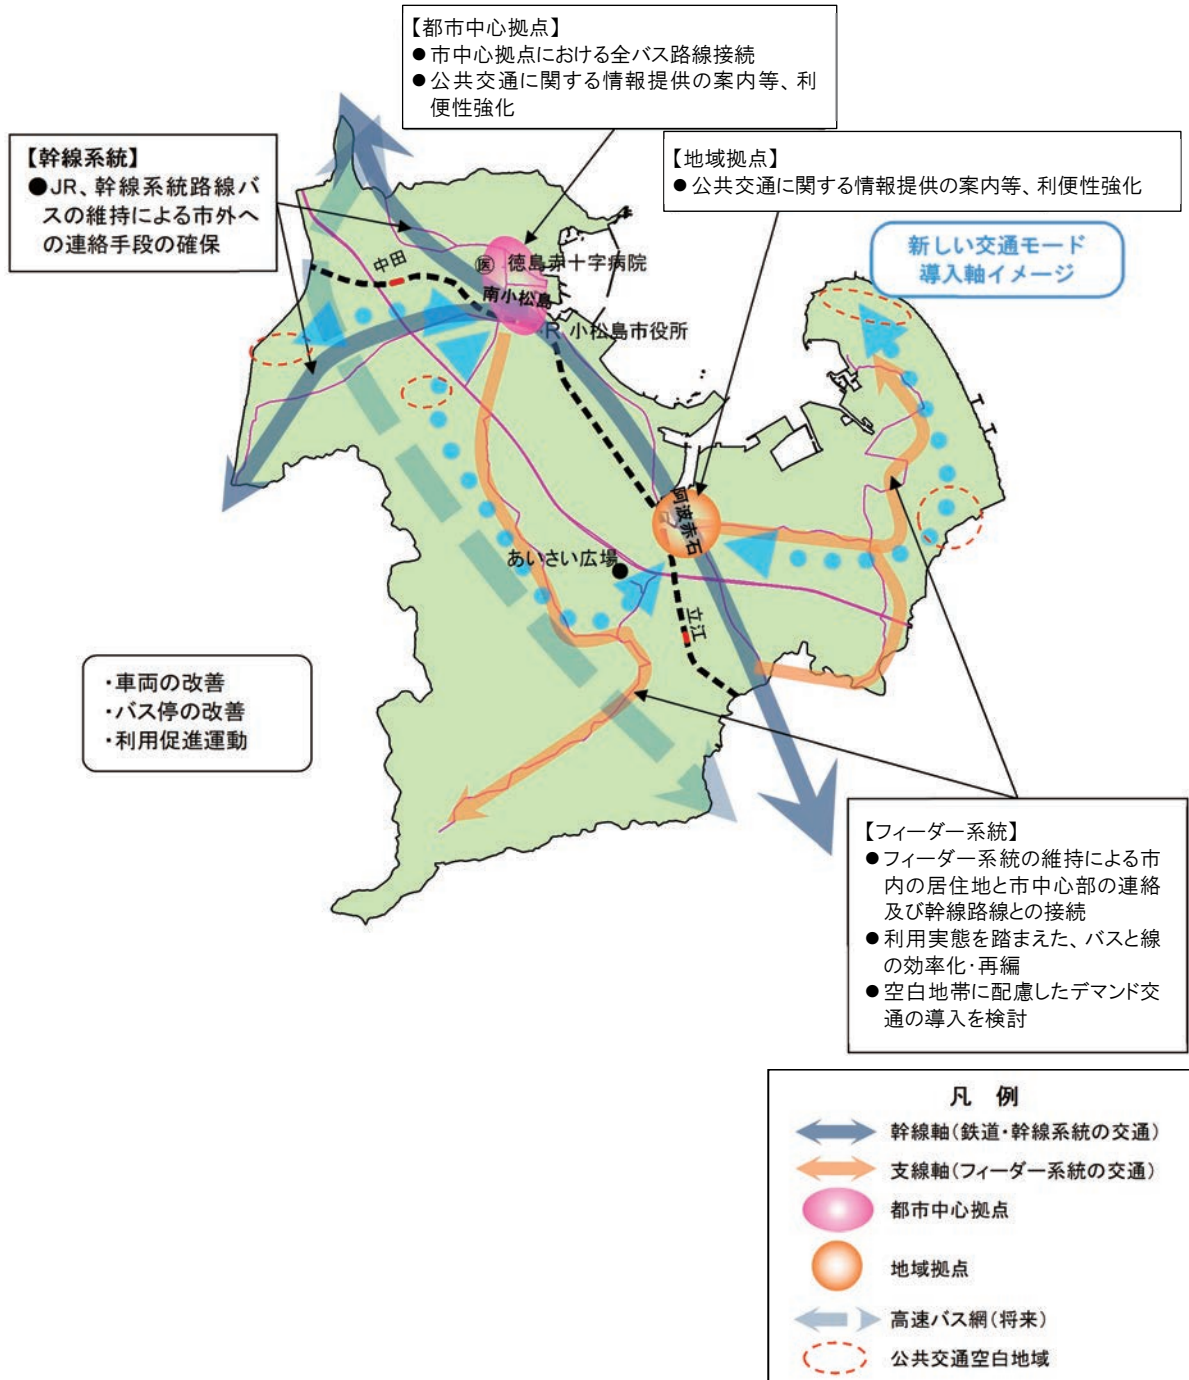 【都市中心拠点】
●市中心拠点における全バス路線接続
●公共交通に関する情報提供の案内等、利
便性強化
【幹線系統】
●JR、幹線系統路線バ
スの維持による市外へ
の連絡手段の確保
【地域拠点】
●公共交通に関する情報提供の案内等、利便性強化
新しい交通モード
導入軸イメージ
中田
医 徳島赤十字病院
南小松島
R 小松島市役所
阿波赤石
あいさい広場
立江
・車両の改善
・バス停の改善
・利用促進運動
【フィーダー系統】
●フィーダー系統の維持による市
内の居住地と市中心部の連絡
及び幹線路線との接続
●利用実態を踏まえた、バスと線
の効率化・再編
●空白地帯に配慮したデマンド交
通の導入を検討
凡 例
幹線軸(鉄道・幹線系統の交通)
支線軸(フィーダー系統の交通)
都市中心拠点
地域拠点
高速バス網(将来)
公共交通空白地域